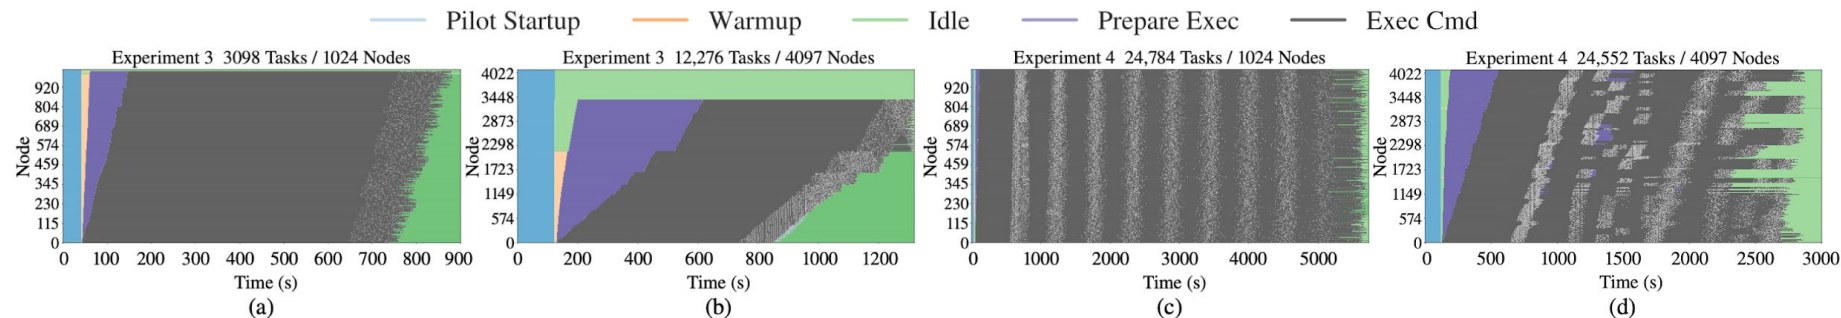 Pilot Startup Warmup Idle Prepare Exec Exec Cmd
Experiment 3 3098 Tasks / 1024 Nodes
920
804
689
574
459
345
230
115
0
Node
0 100 200 300 400 500 600 700 800 900
Time (s)
(a)
Experiment 3 12,276 Tasks / 4097 Nodes
4022
3448
2873
2298
1723
1149
574
0
Node
0 200 400 600 800 1000 1200
Time (s)
(b)
Experiment 4 24,784 Tasks / 1024 Nodes
920
804
689
574
459
345
230
115
0
Node
0 1000 2000 3000 4000 5000
Time (s)
(c)
Experiment 4 24,552 Tasks / 4097 Nodes
4022
3448
2873
2298
1723
1149
574
0
Node
0 500 1000 1500 2000 2500 3000
Time (s)
(d)